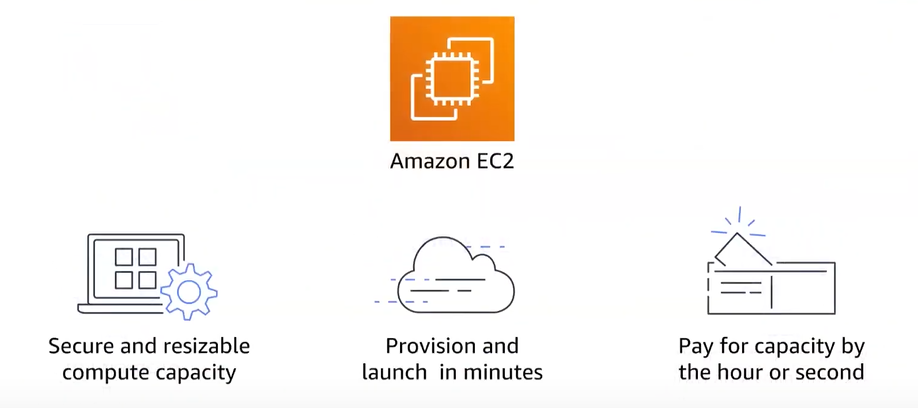 Amazon EC2
Secure and resizable
compute capacity
Provision and
launch in minutes
Pay for capacity by
the hour or second